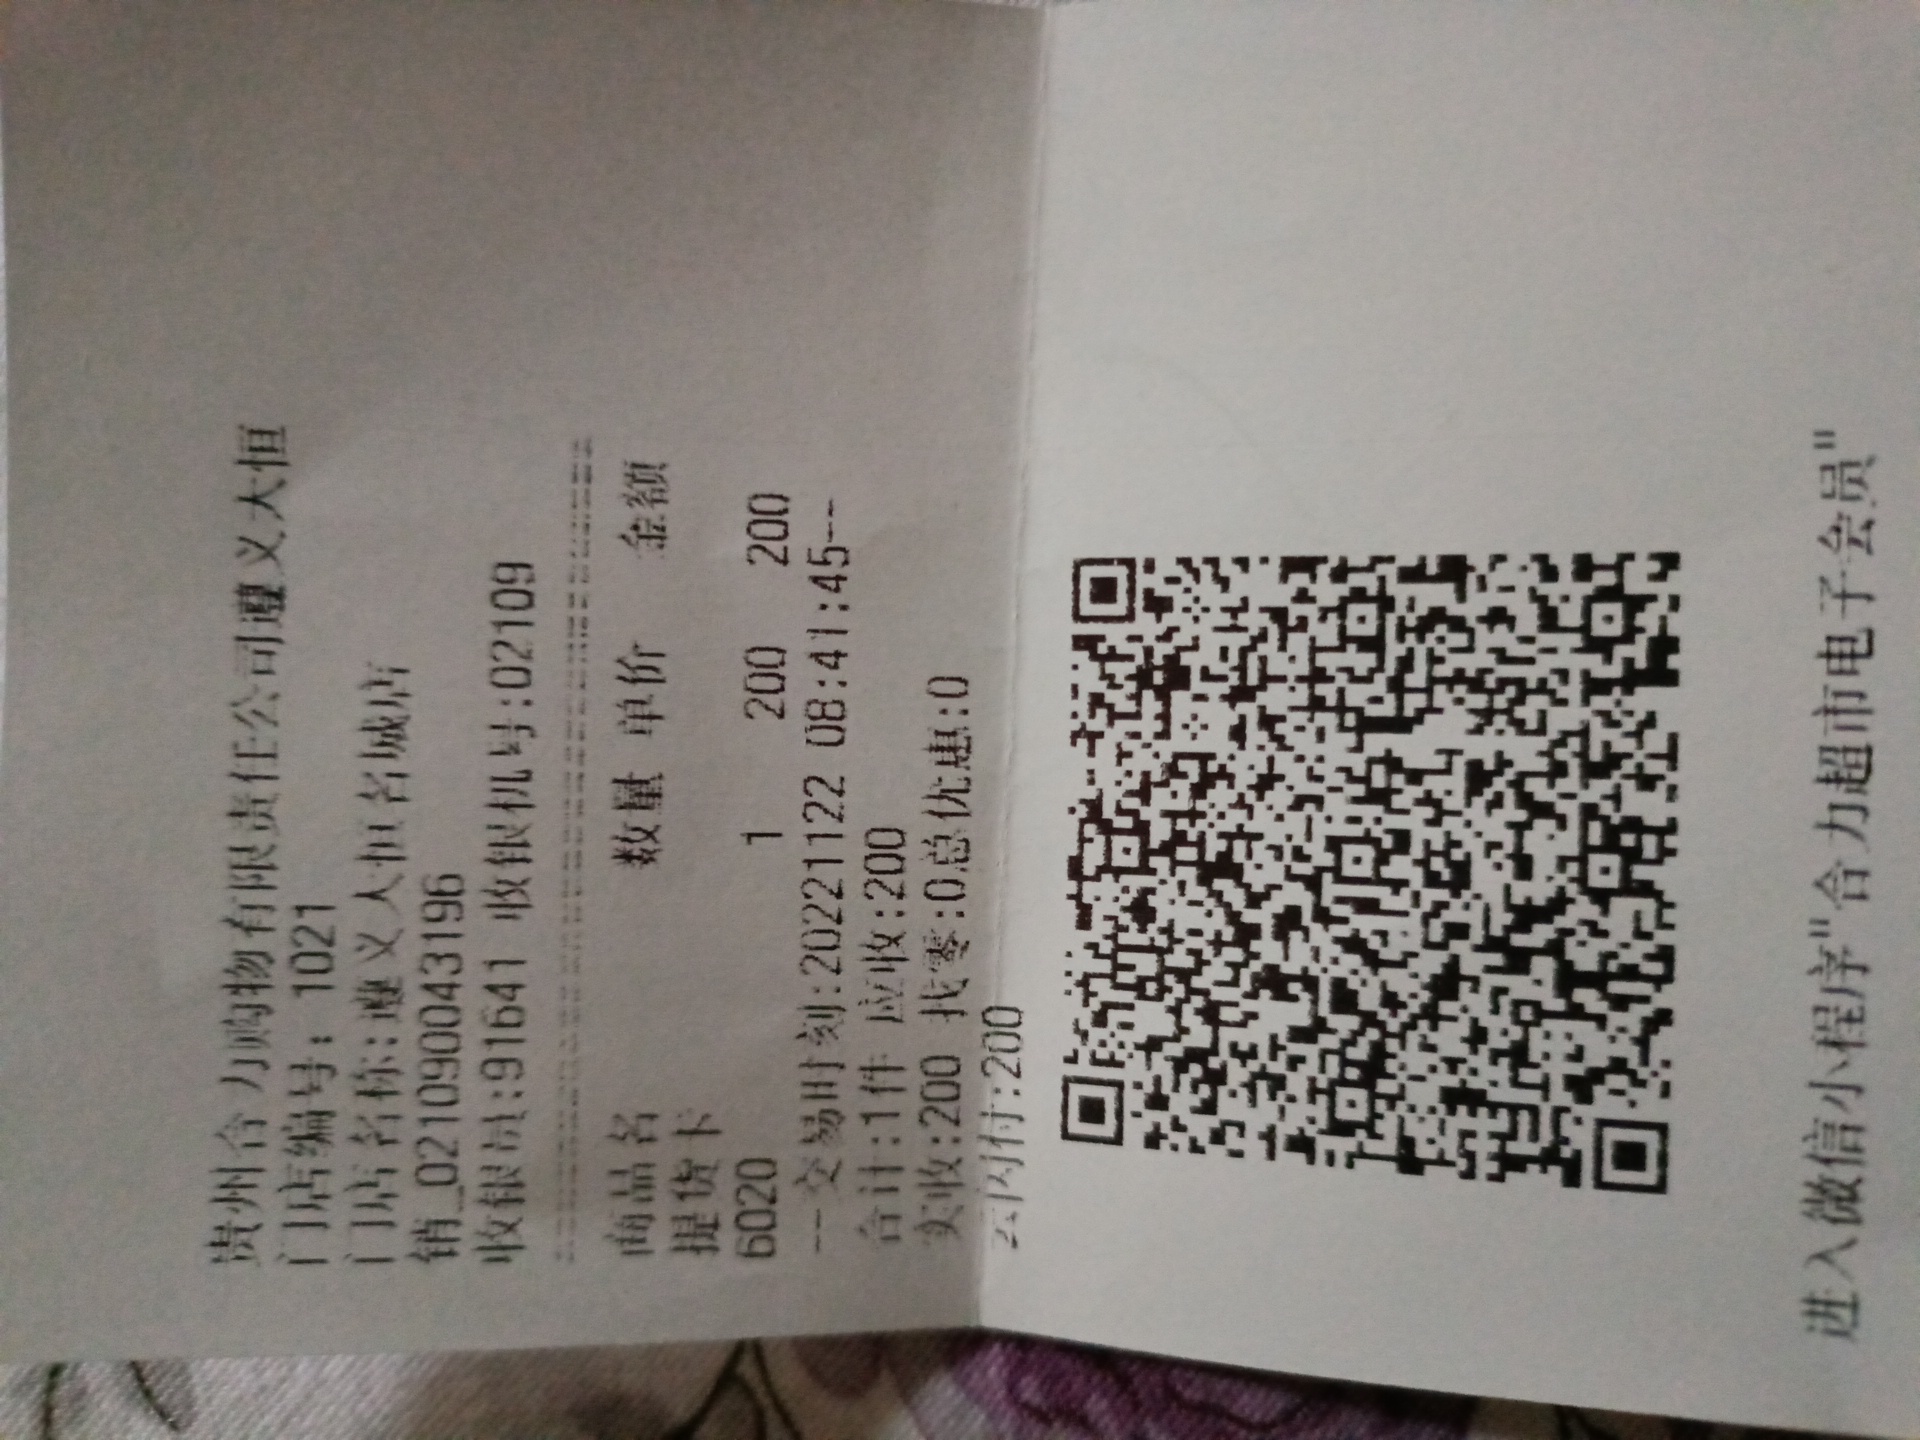 贵州合力购物有限责任公司遵义大恒
门店编号: 1021
门店名称:遵义大恒名城店
销_0210900043196
收银员:91641 收银机号:02109
================================
商品名 数量 单价 金额
提货卡
6020 1 200 200
--交易时刻:20221122 08:41:45--
合计:1件 应收:200
实收:200 找零:0总优惠:0
云闪付:200
进入微信小程序"合力超市电子会员"